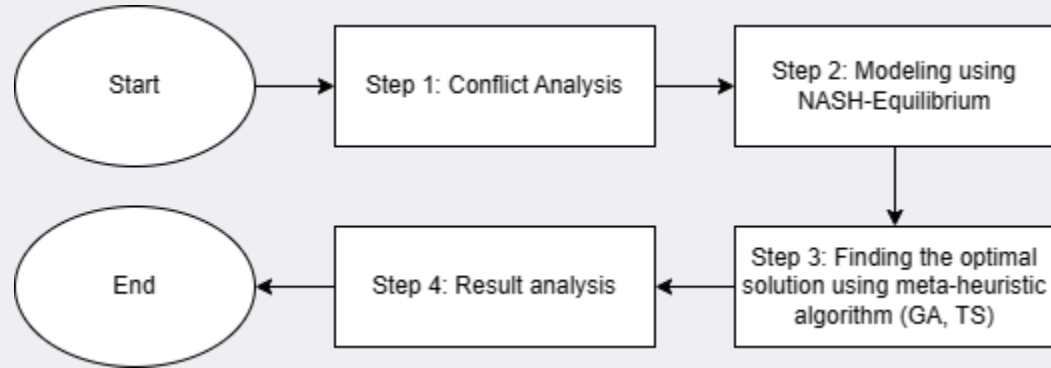 Start
Step 1: Conflict Analysis
Step 2: Modeling using
NASH-Equilibrium
Step 3: Finding the optimal
solution using meta-heuristic
algorithm (GA, TS)
Step 4: Result analysis
End